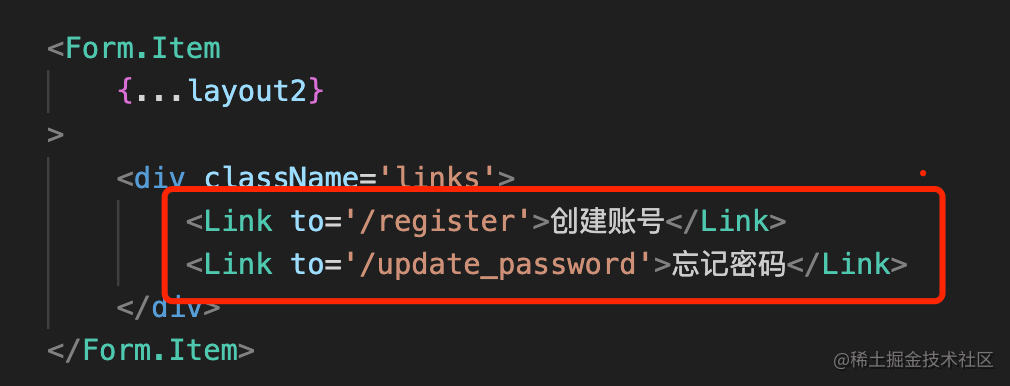 <Form.Item
{...layout2}
>
<div className='links'>
<Link to='/register'>创建账号</Link>
<Link to='/update_password'>忘记密码</Link>
</div>
</Form.Item>
@稀土掘金技术社区